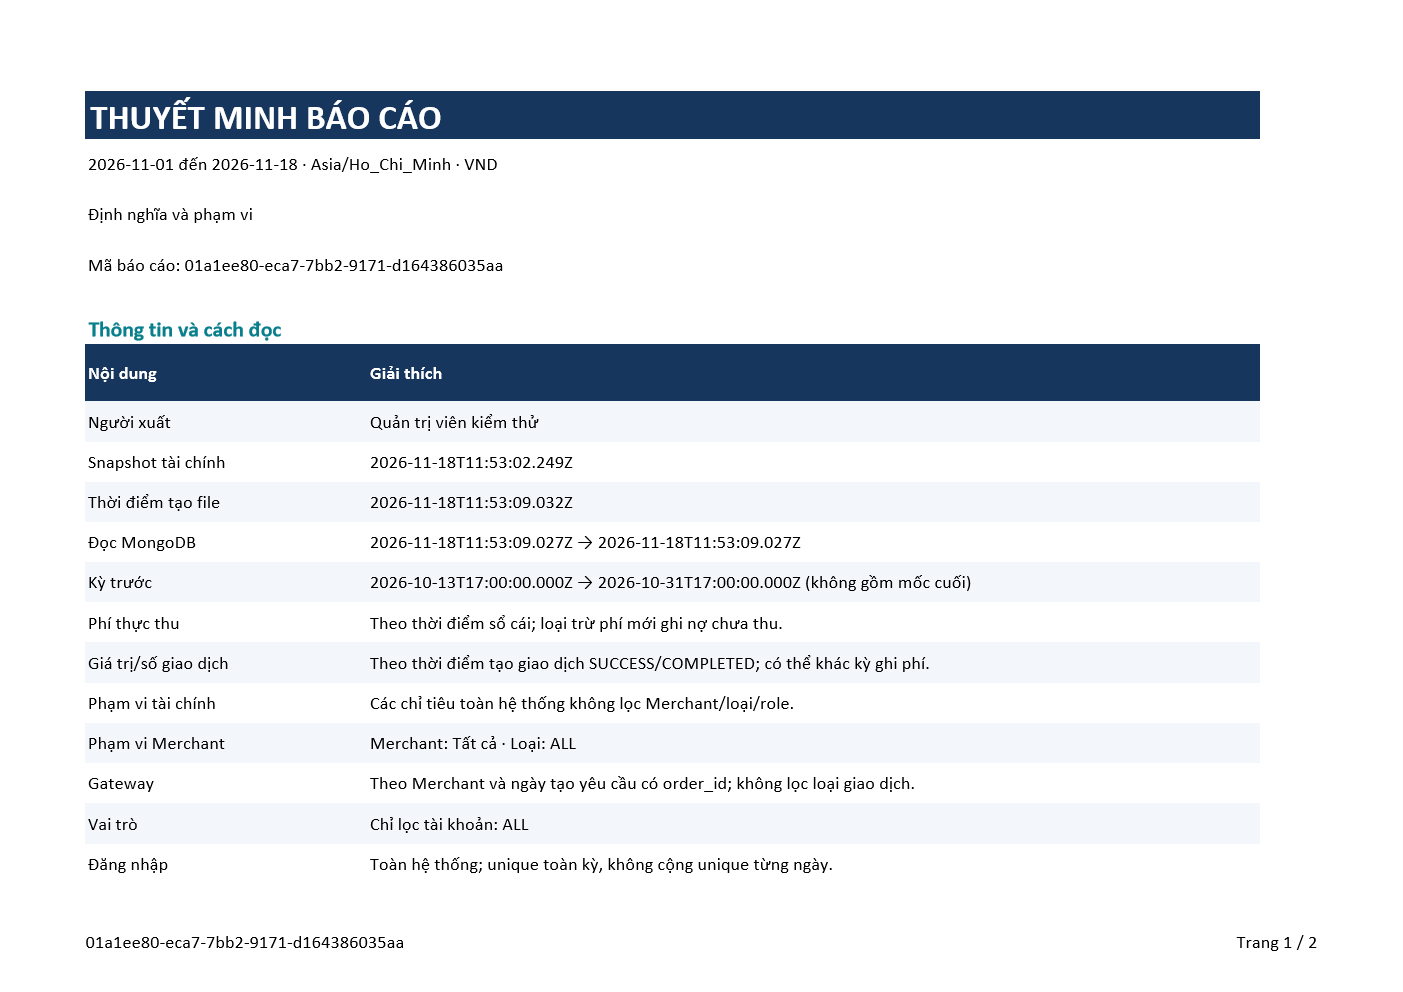 THUYẾT MINH BÁO CÁO
2026-11-01 đến 2026-11-18 · Asia/Ho_Chi_Minh · VND
Định nghĩa và phạm vi
Mã báo cáo: 01a1ee80-eca7-7bb2-9171-d164386035aa
Thông tin và cách đọc
Nội dung Giải thích
Người xuất Quản trị viên kiểm thử
Snapshot tài chính 2026-11-18T11:53:02.249Z
Thời điểm tạo file 2026-11-18T11:53:09.032Z
Đọc MongoDB 2026-11-18T11:53:09.027Z → 2026-11-18T11:53:09.027Z
Kỳ trước 2026-10-13T17:00:00.000Z → 2026-10-31T17:00:00.000Z (không gồm mốc cuối)
Phí thực thu Theo thời điểm sổ cái; loại trừ phí mới ghi nợ chưa thu.
Giá trị/số giao dịch Theo thời điểm tạo giao dịch SUCCESS/COMPLETED; có thể khác kỳ ghi phí.
Phạm vi tài chính Các chỉ tiêu toàn hệ thống không lọc Merchant/loại/role.
Phạm vi Merchant Merchant: Tất cả · Loại: ALL
Gateway Theo Merchant và ngày tạo yêu cầu có order_id; không lọc loại giao dịch.
Vai trò Chỉ lọc tài khoản: ALL
Đăng nhập Toàn hệ thống; unique toàn kỳ, không cộng unique từng ngày.
01a1ee80-eca7-7bb2-9171-d164386035aa Trang 1 / 2